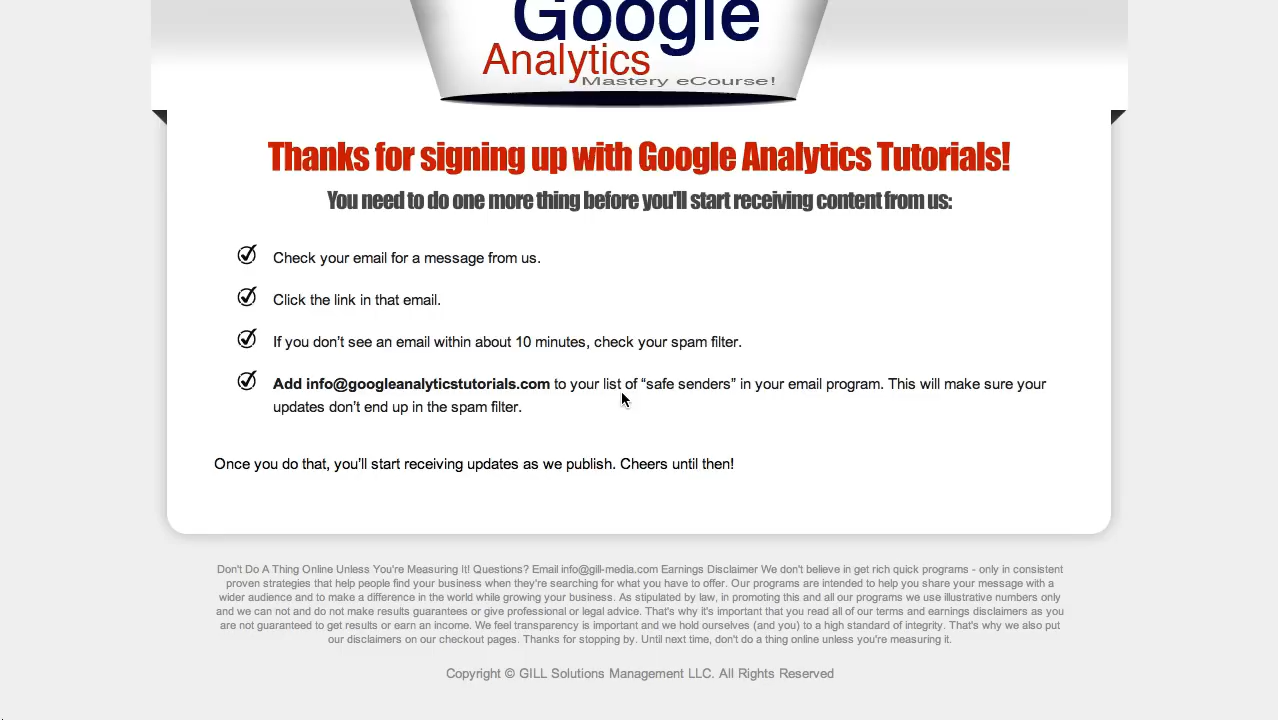 Google
Analytics
Mastery eCourse!
Thanks for signing up with Google Analytics Tutorials!
You need to do one more thing before you'll start receiving content from us:
Check your email for a message from us.
Click the link in that email.
If you don’t see an email within about 10 minutes, check your spam filter.
Add info@googleanalyticstutorials.com to your list of “safe senders” in your email program. This will make sure your
updates don’t end up in the spam filter.
Once you do that, you’ll start receiving updates as we publish. Cheers until then!
Don't Do A Thing Online Unless You're Measuring It! Questions? Email info@gill-media.com Earnings Disclaimer We don't believe in get rich quick programs - only in consistent
proven strategies that help people find your business when they're searching for what you have to offer. Our programs are intended to help you share your message with a
wider audience and to make a difference in the world while growing your business. As stipulated by law, in promoting this and all our programs we use illustrative numbers only
and we can not and do not make results guarantees or give professional or legal advice. That's why it's important that you read all of our terms and earnings disclaimers as you
are not guaranteed to get results or earn an income. We feel transparency is important and we hold ourselves (and you) to a high standard of integrity. That's why we also put
our disclaimers on our checkout pages. Thanks for stopping by. Until next time, don't do a thing online unless you're measuring it.
Copyright © GILL Solutions Management LLC. All Rights Reserved